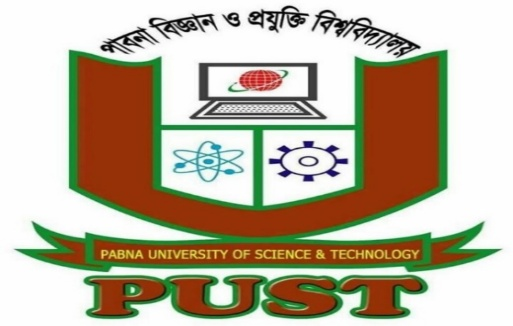 পাবনা বিজ্ঞান ও প্রযুক্তি বিশ্ববিদ্যালয়
PABNA UNIVERSITY OF SCIENCE & TECHNOLOGY
PUST